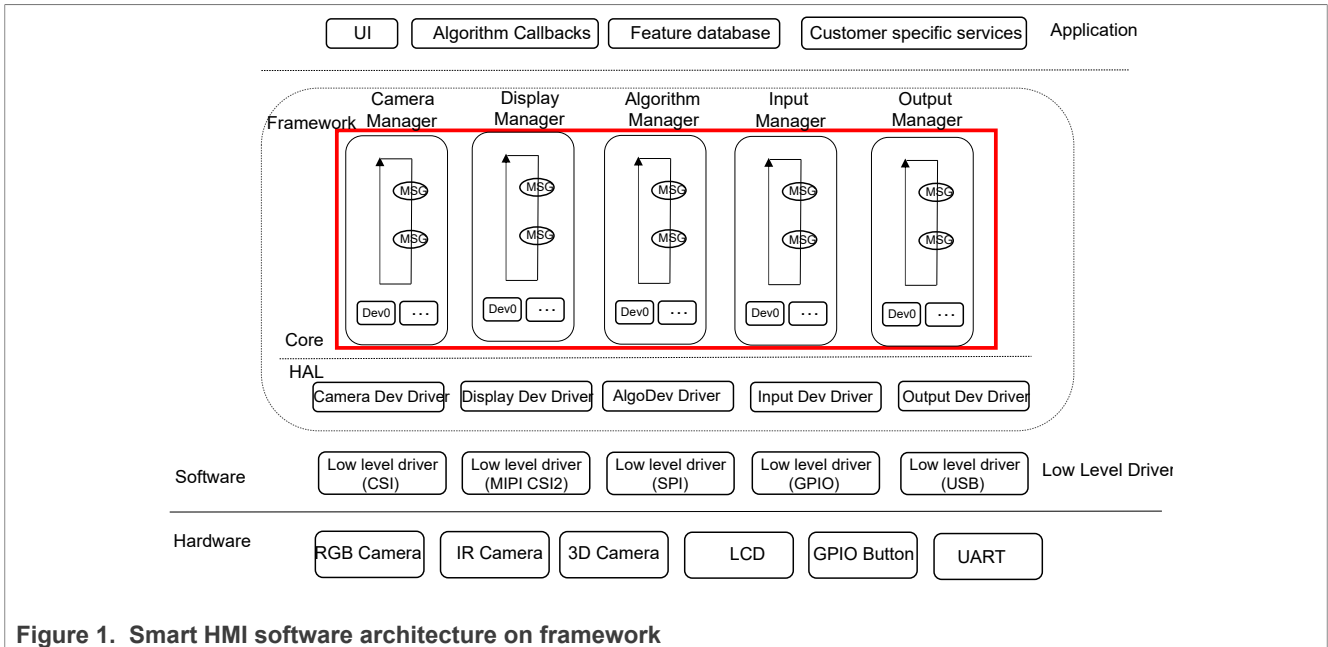 UI Algorithm Callbacks Feature database Customer specific services Application
Camera Manager Display Manager Algorithm Manager Input Manager Output Manager
Framework
MSG MSG MSG MSG MSG
MSG MSG MSG MSG MSG
Dev0 ... Dev0 ... Dev0 ... Dev0 ... Dev0 ...
Core
HAL
Camera Dev Driver Display Dev Driver AlgoDev Driver Input Dev Driver Output Dev Driver
Software
Low level driver (CSI) Low level driver (MIPI CSI2) Low level driver (SPI) Low level driver (GPIO) Low level driver (USB) Low Level Driver
Hardware
RGB Camera IR Camera 3D Camera LCD GPIO Button UART
Figure 1. Smart HMI software architecture on framework